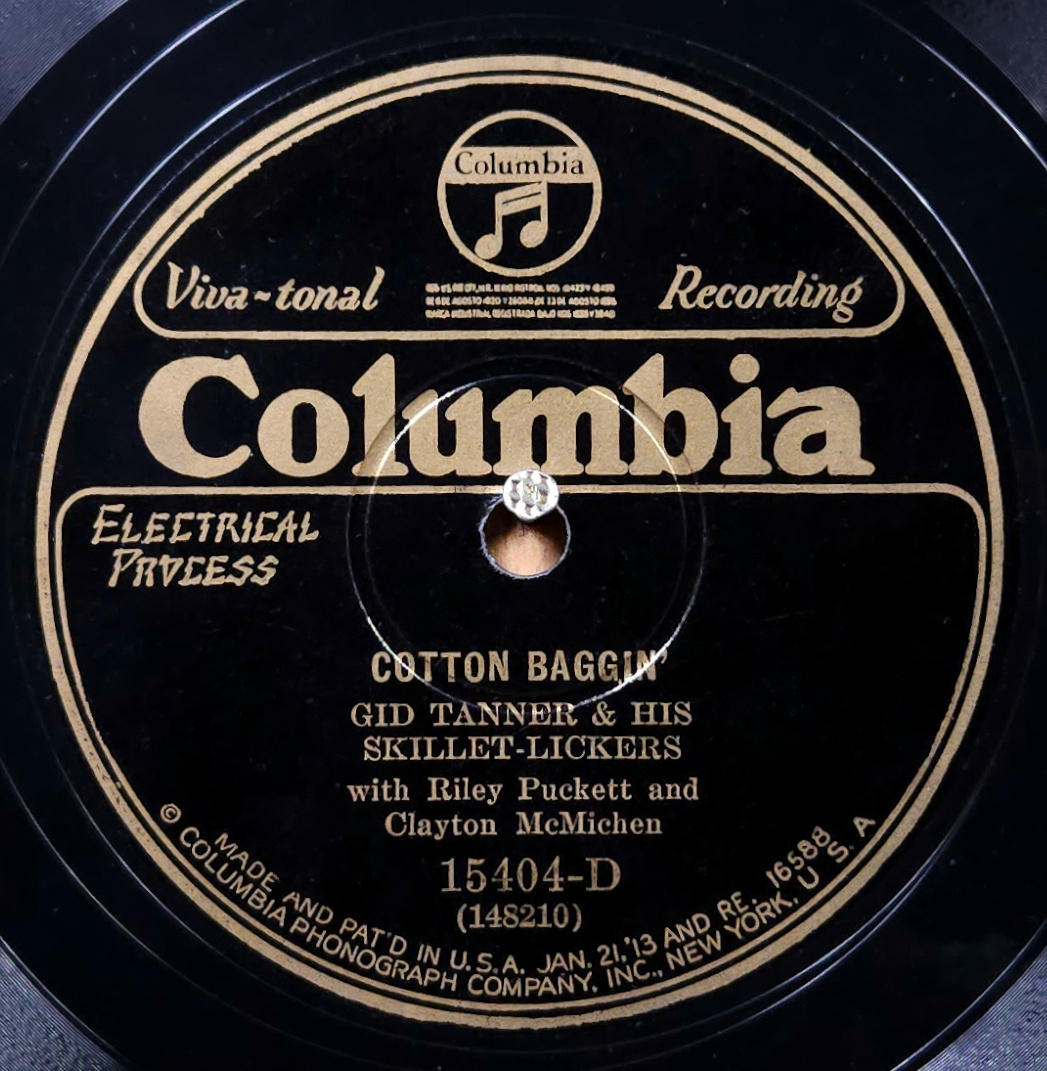 Columbia
Viva-tonal
Recording
Columbia
ELECTRICAL
PROCESS
COTTON BAGGIN'
GID TANNER & HIS
SKILLET-LICKERS
with Riley Puckett and
Clayton McMichen
15404-D
(148210)
MADE AND PAT'D IN U.S.A. JAN. 21,'13 AND RE. 16588
© COLUMBIA PHONOGRAPH COMPANY, INC., NEW YORK, U.S.A